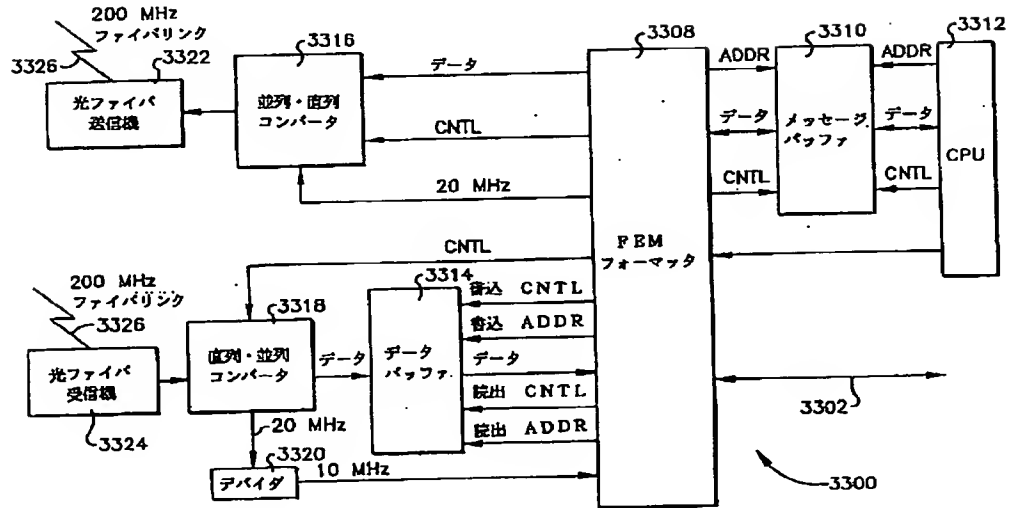 200 MHz
ファイバリンク
3326
3322
光ファイバ
送信機
3316
並列・直列
コンバータ
データ
CNTL
20 MHz
3308
FEM
フォーマッタ
ADDR
データ
CNTL
3310
メッセージ
バッファ
ADDR
データ
CNTL
3312
CPU
CNTL
200 MHz
ファイバリンク
3326
光ファイバ
受信機
3324
3318
直列・並列
コンバータ
データ
20 MHz
3320
デバイダ
10 MHz
3314
データ
バッファ
書込 CNTL
書込 ADDR
データ
読出 CNTL
読出 ADDR
3302
3300